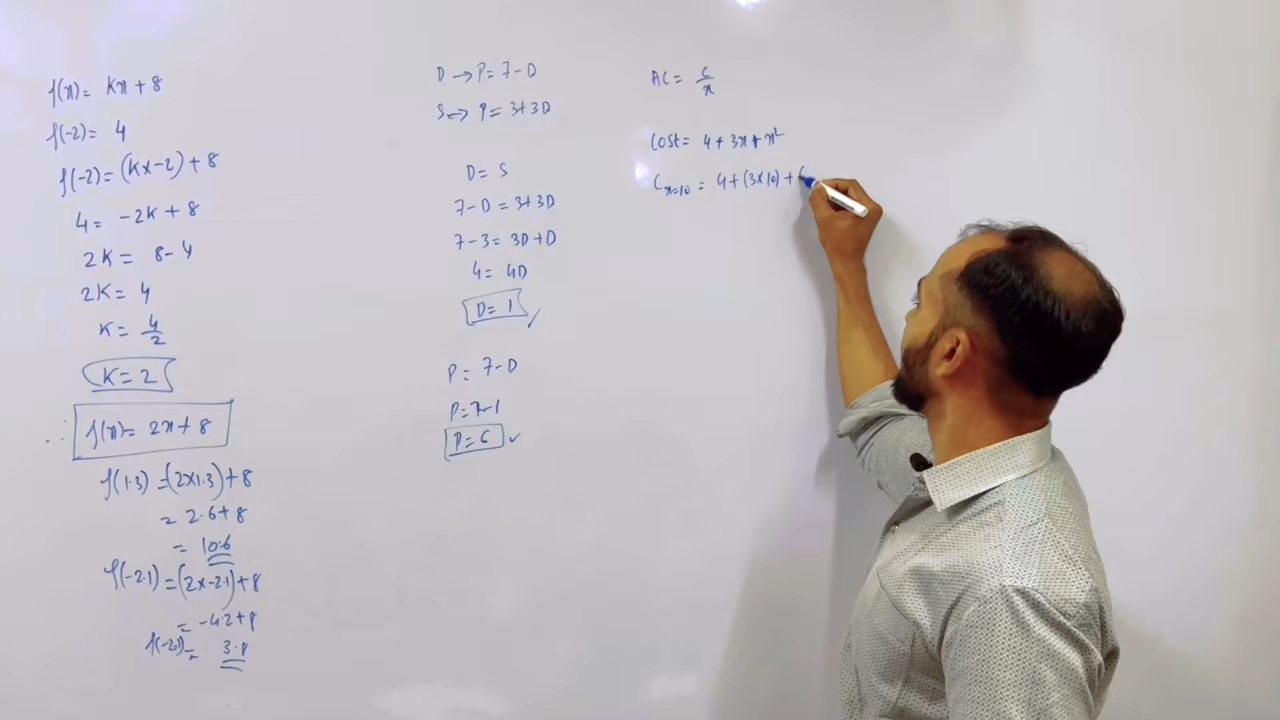 f(x) = kx + 8
f(-2) = 4
f(-2) = (k×-2) + 8
4 = -2k + 8
2k = 8-4
2k = 4
k = 4/2
k = 2
∴ f(x) = 2x + 8
f(1.3) = (2×1.3) + 8
= 2.6 + 8
= 10.6
f(-2.1) = (2×-2.1) + 8
= -4.2 + 8
f(-2.1) = 3.8
D → P = 7-D
S → P = 3+3D
D = S
7-D = 3+3D
7-3 = 3D+D
4 = 4D
D = 1 ✓
P = 7-D
P = 7-1
P = 6 ✓
AC = C/x
Cost = 4 + 3x + x²
C x=10 = 4 + (3×10) + (